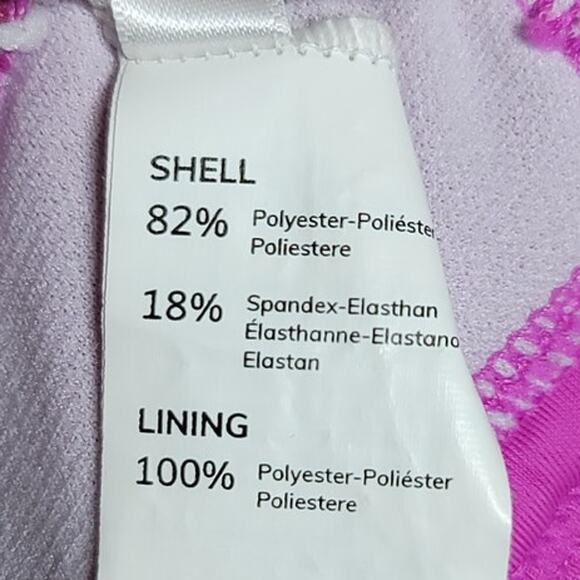 SHELL
82% Polyester-Poliéster
Poliestere
18% Spandex-Elasthan
Élasthanne-Elastano
Elastan
LINING
100% Polyester-Poliéster
Poliestere